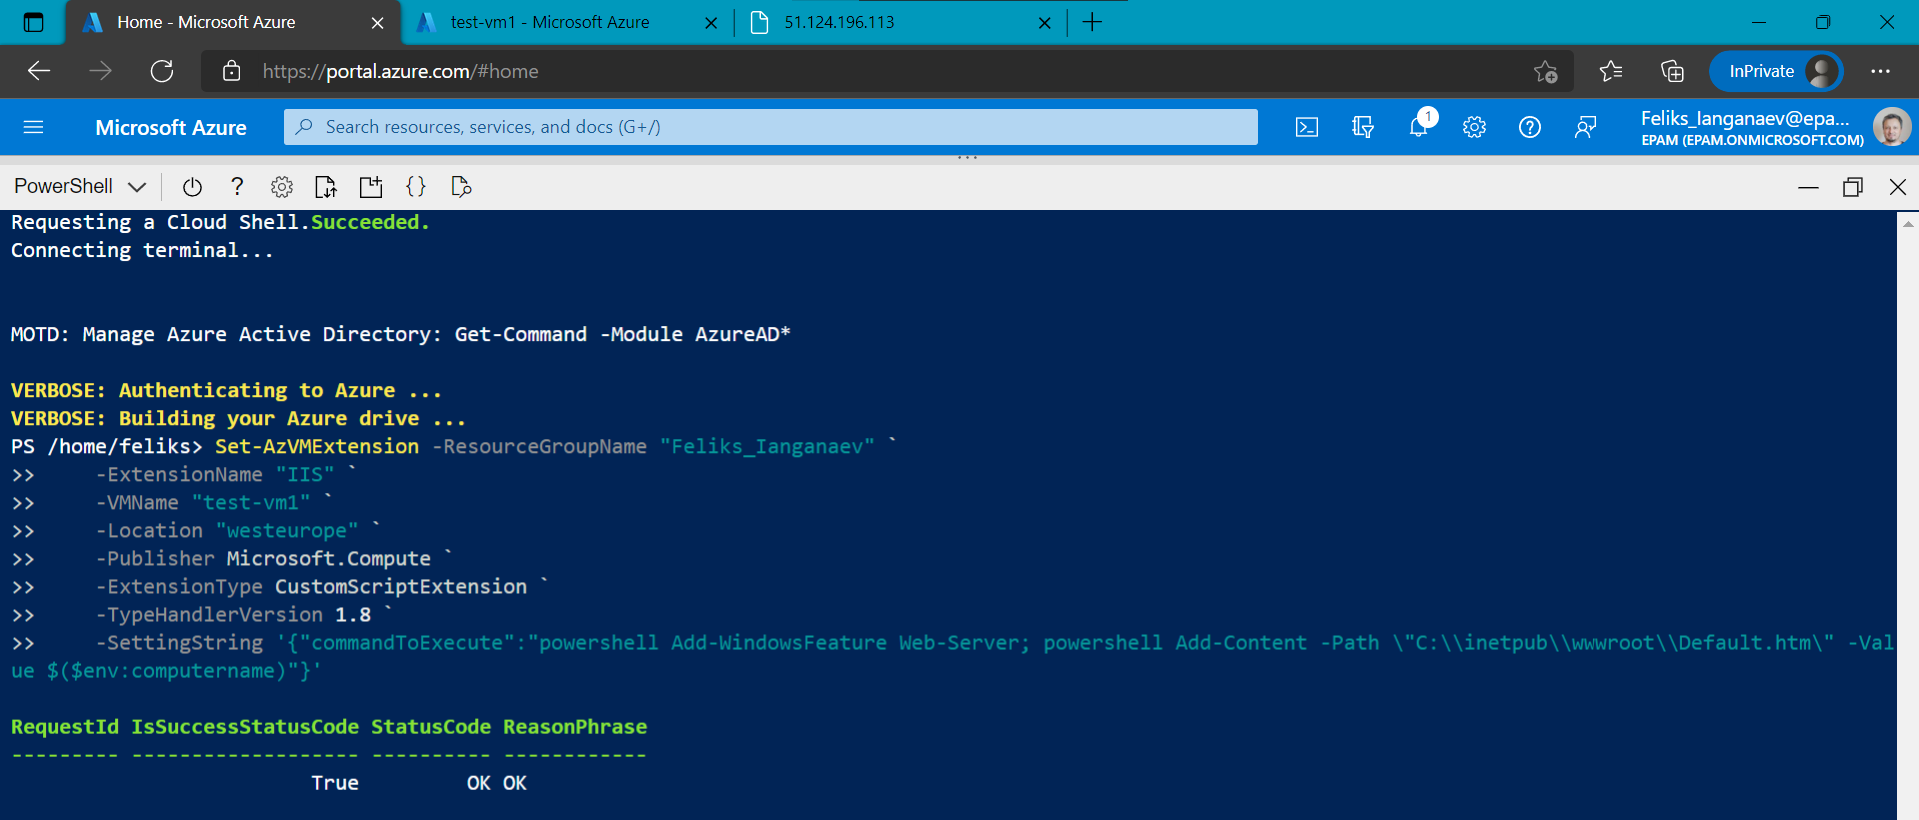 Home - Microsoft Azure
test-vm1 - Microsoft Azure
51.124.196.113
https://portal.azure.com/#home
InPrivate
Microsoft Azure
Search resources, services, and docs (G+/)
1
Feliks_Ianganaev@epa...
EPAM (EPAM.ONMICROSOFT.COM)
PowerShell
Requesting a Cloud Shell.Succeeded.
Connecting terminal...
MOTD: Manage Azure Active Directory: Get-Command -Module AzureAD*
VERBOSE: Authenticating to Azure ...
VERBOSE: Building your Azure drive ...
PS /home/feliks> Set-AzVMExtension -ResourceGroupName "Feliks_Ianganaev" `
>>     -ExtensionName "IIS" `
>>     -VMName "test-vm1" `
>>     -Location "westeurope" `
>>     -Publisher Microsoft.Compute `
>>     -ExtensionType CustomScriptExtension `
>>     -TypeHandlerVersion 1.8 `
>>     -SettingString '{"commandToExecute":"powershell Add-WindowsFeature Web-Server; powershell Add-Content -Path \"C:\\inetpub\\wwwroot\\Default.htm\" -Val
ue $($env:computername)"}'
RequestId IsSuccessStatusCode StatusCode ReasonPhrase
--------- ------------------- ---------- ------------
                         True         OK OK